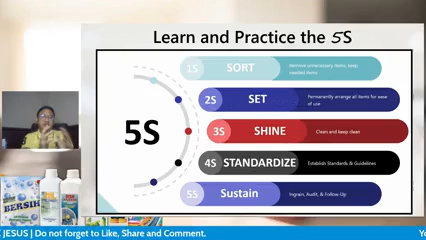 Learn and Practice the 5S
5S
1S
SORT
Remove unnecessary items, keep
needed items
2S
SET
Permanently arrange all items for ease
of use
3S
SHINE
Clean and keep clean
4S
STANDARDIZE
Establish Standards & Guidelines
5S
Sustain
Ingrain, Audit, & Follow-Up
BERSIH
JESUS | Do not forget to Like, Share and Comment.
Yo